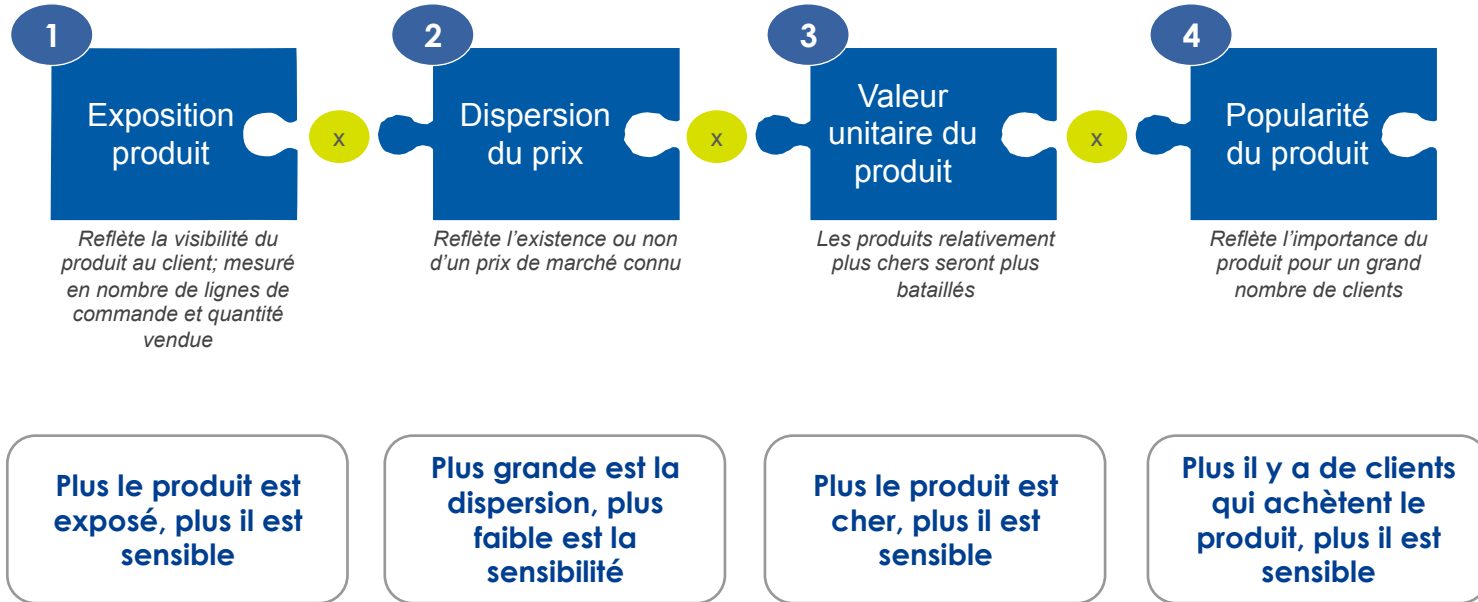 1
Exposition
produit
Reflète la visibilité du
produit au client; mesuré
en nombre de lignes de
commande et quantité
vendue
x
2
Dispersion
du prix
Reflète l’existence ou non
d’un prix de marché connu
x
3
Valeur
unitaire du
produit
Les produits relativement
plus chers seront plus
bataillés
x
4
Popularité
du produit
Reflète l’importance du
produit pour un grand
nombre de clients
Plus le produit est
exposé, plus il est
sensible
Plus grande est la
dispersion, plus
faible est la
sensibilité
Plus le produit est
cher, plus il est
sensible
Plus il y a de clients
qui achètent le
produit, plus il est
sensible